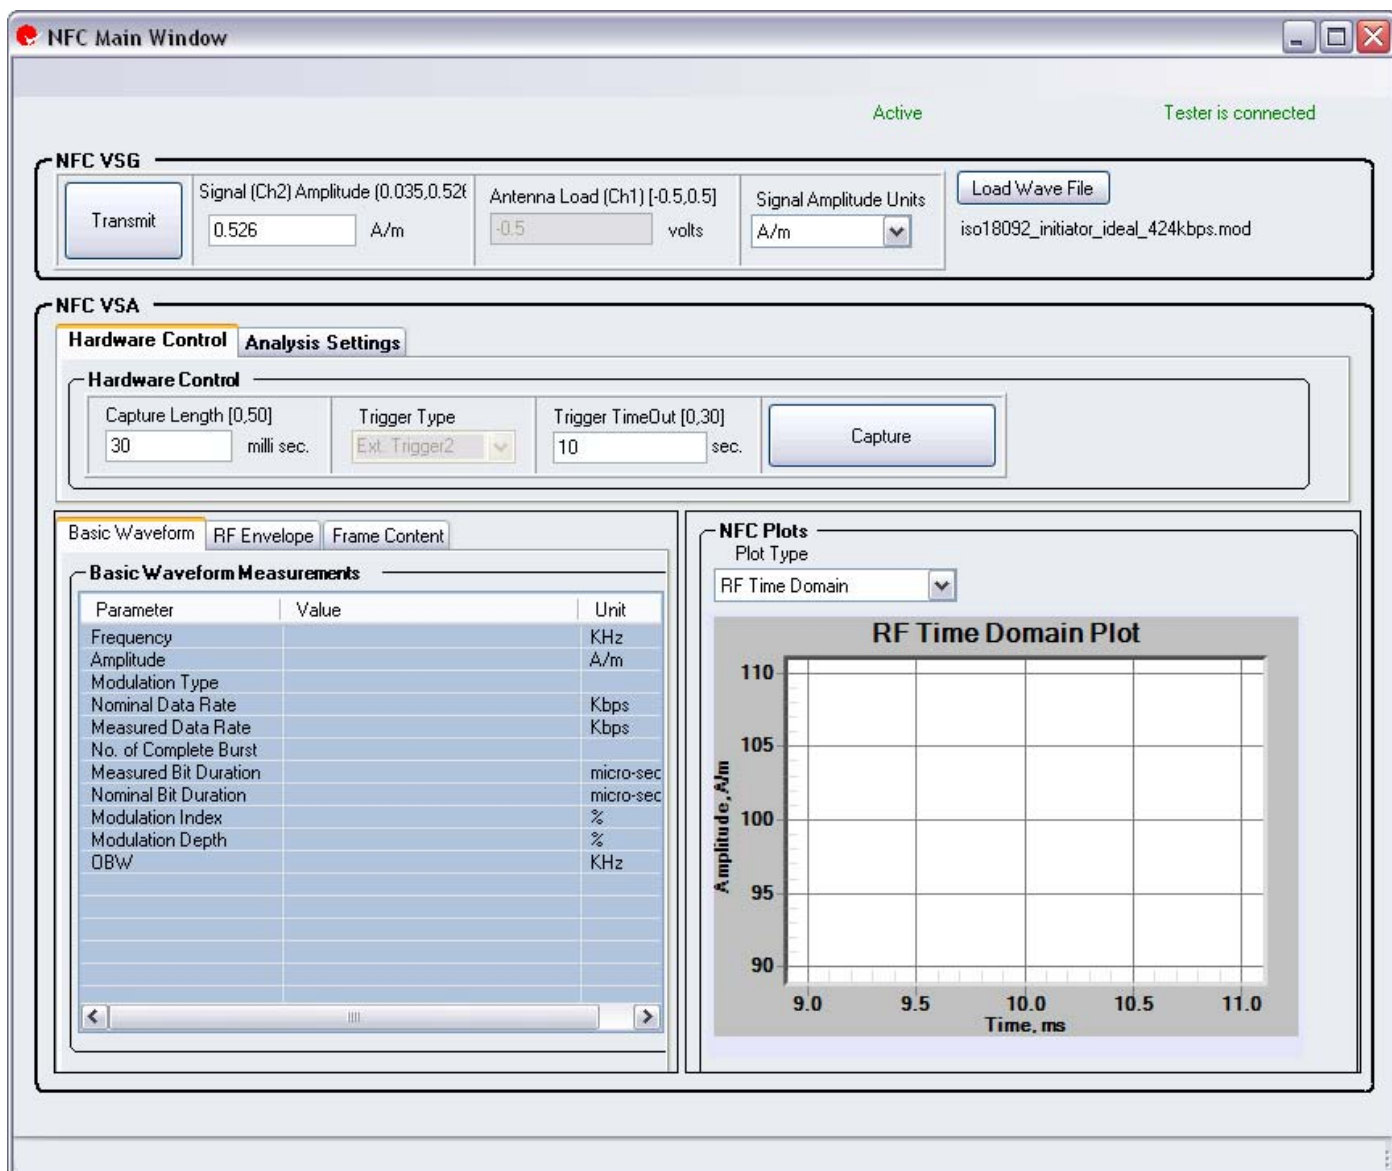 NFC Main Window
Active Tester is connected
NFC VSG
Transmit
Signal (Ch2) Amplitude (0.035,0.526
0.526 A/m
Antenna Load (Ch1) [-0.5,0.5]
-0.5 volts
Signal Amplitude Units
A/m
Load Wave File
iso18092_initiator_ideal_424kbps.mod
NFC VSA
Hardware Control Analysis Settings
Hardware Control
Capture Length [0,50]
30 milli sec.
Trigger Type
Ext. Trigger2
Trigger TimeOut [0,30]
10 sec.
Capture
Basic Waveform RF Envelope Frame Content
Basic Waveform Measurements
Parameter Value Unit
Frequency KHz
Amplitude A/m
Modulation Type
Nominal Data Rate Kbps
Measured Data Rate Kbps
No. of Complete Burst
Measured Bit Duration micro-sec
Nominal Bit Duration micro-sec
Modulation Index %
Modulation Depth %
OBW KHz
NFC Plots
Plot Type
RF Time Domain
RF Time Domain Plot
Amplitude, A/m
110
105
100
95
90
9.0 9.5 10.0 10.5 11.0
Time, ms